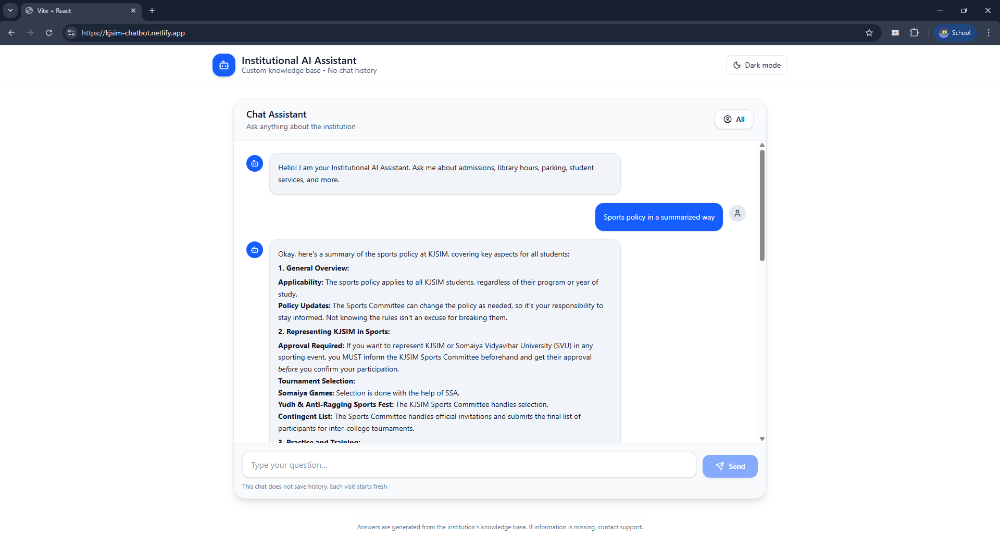 Vite + React
https://kjsim-chatbot.netlify.app
School
Institutional AI Assistant
Custom knowledge base • No chat history
Dark mode
Chat Assistant
Ask anything about the institution
All
Hello! I am your Institutional AI Assistant. Ask me about admissions, library hours, parking, student
services, and more.
Sports policy in a summarized way
Okay, here's a summary of the sports policy at KJSIM, covering key aspects for all students:
1. General Overview:
Applicability: The sports policy applies to all KJSIM students, regardless of their program or year of
study.
Policy Updates: The Sports Committee can change the policy as needed, so it's your responsibility to
stay informed. Not knowing the rules isn't an excuse for breaking them.
2. Representing KJSIM in Sports:
Approval Required: If you want to represent KJSIM or Somaiya Vidyavihar University (SVU) in any
sporting event, you MUST inform the KJSIM Sports Committee beforehand and get their approval
before you confirm your participation.
Tournament Selection:
Somaiya Games: Selection is done with the help of SSA.
Yudh & Anti-Ragging Sports Fest: The KJSIM Sports Committee handles selection.
Contingent List: The Sports Committee handles official invitations and submits the final list of
participants for inter-college tournaments.
3. Practice and Training:
Type your question...
Send
This chat does not save history. Each visit starts fresh.
Answers are generated from the institution’s knowledge base. If information is missing, contact support.